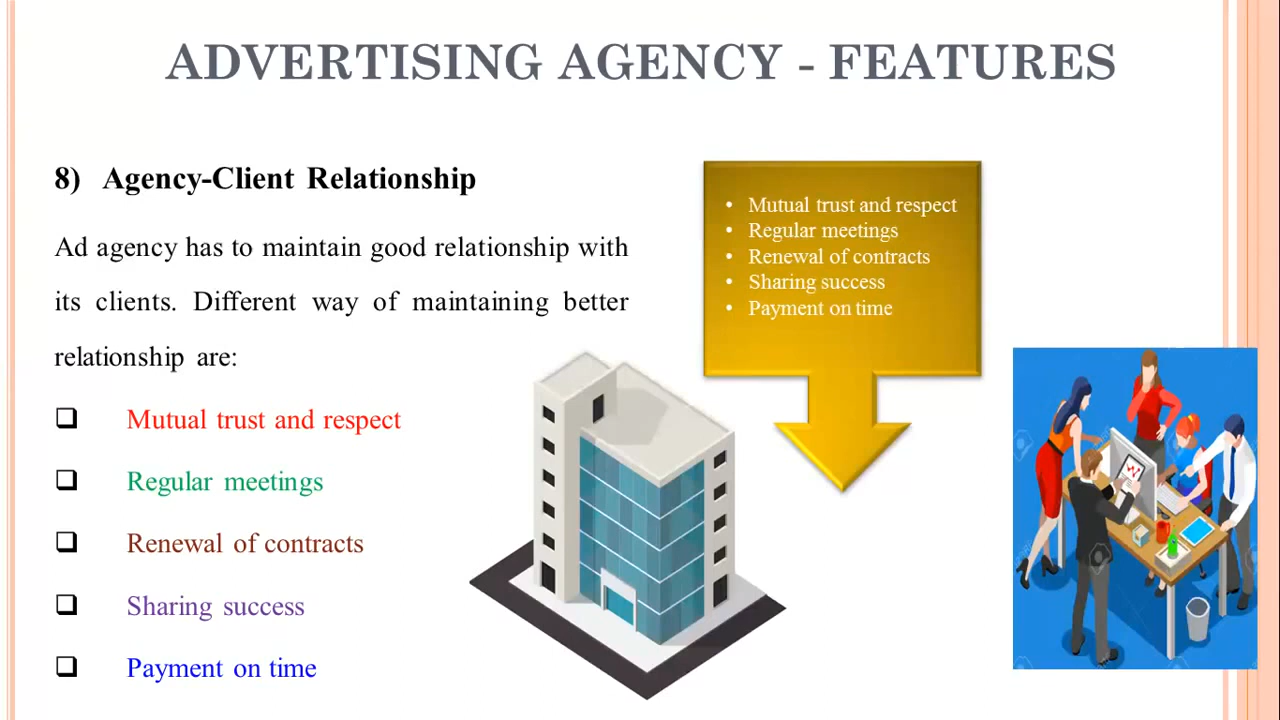 ADVERTISING AGENCY - FEATURES
8) Agency-Client Relationship
Ad agency has to maintain good relationship with
its clients. Different way of maintaining better
relationship are:
Mutual trust and respect
Regular meetings
Renewal of contracts
Sharing success
Payment on time
• Mutual trust and respect
• Regular meetings
• Renewal of contracts
• Sharing success
• Payment on time